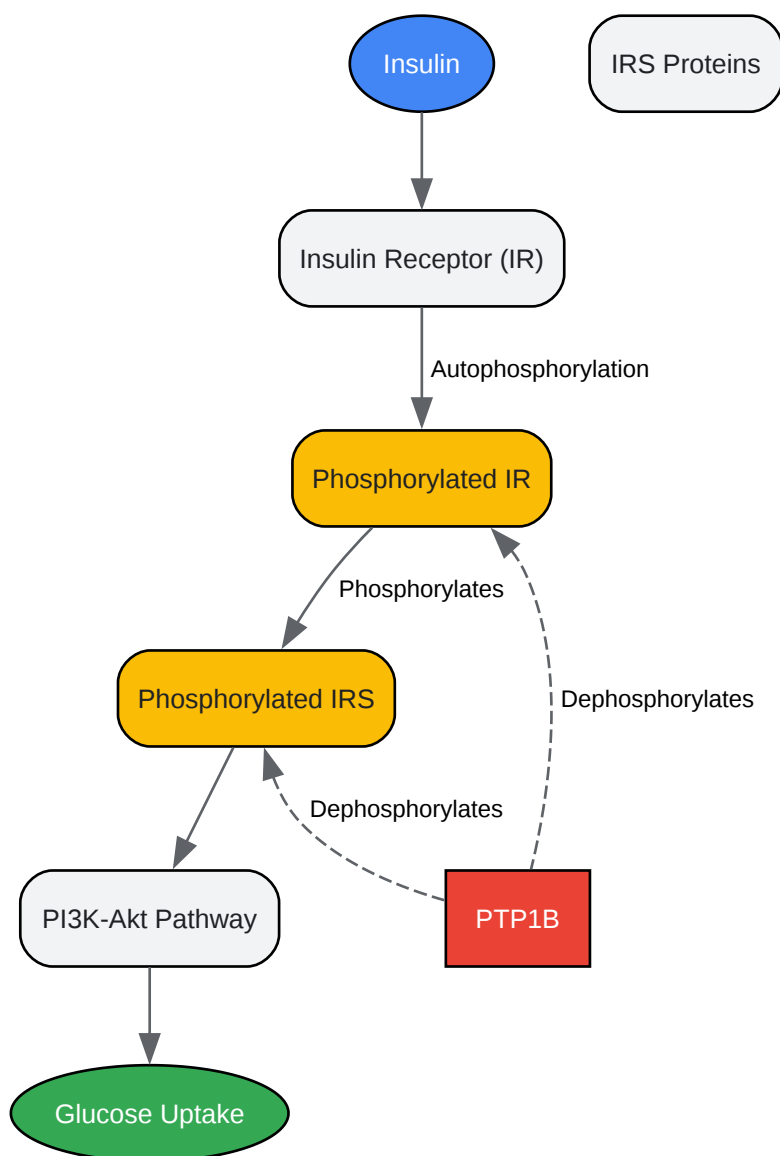 Insulin
IRS Proteins
Insulin Receptor (IR)
Autophosphorylation
Phosphorylated IR
Phosphorylates
Phosphorylated IRS
Dephosphorylates
Dephosphorylates
PI3K-Akt Pathway
PTP1B
Glucose Uptake